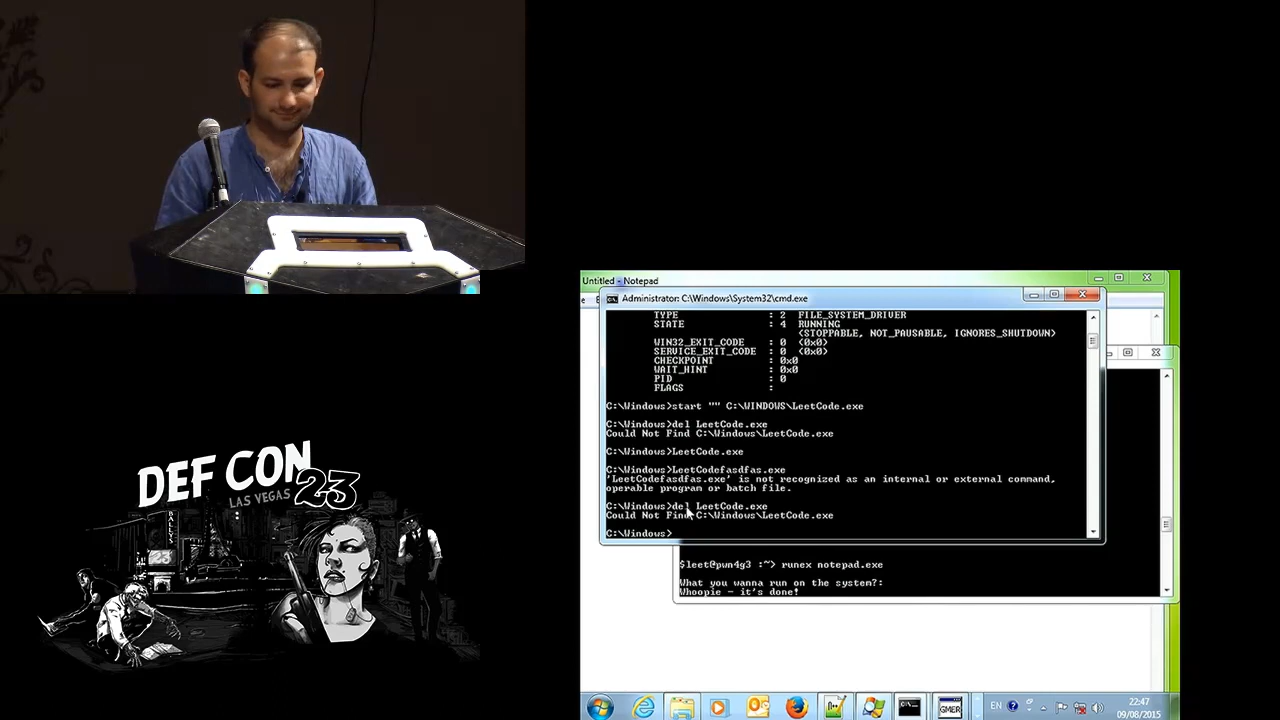 Untitled - Notepad
Administrator: C:\Windows\System32\cmd.exe
TYPE : 2 FILE_SYSTEM_DRIVER
STATE : 4 RUNNING
(STOPPABLE, NOT_PAUSABLE, IGNORES_SHUTDOWN)
WIN32_EXIT_CODE : 0 (0x0)
SERVICE_EXIT_CODE : 0 (0x0)
CHECKPOINT : 0x0
WAIT_HINT : 0x0
PID : 0
FLAGS :
C:\Windows>start "" C:\WINDOWS\LeetCode.exe
C:\Windows>del LeetCode.exe
Could Not Find C:\Windows\LeetCode.exe
C:\Windows>LeetCode.exe
C:\Windows>LeetCodefasdfas.exe
'LeetCodefasdfas.exe' is not recognized as an internal or external command,
operable program or batch file.
C:\Windows>del LeetCode.exe
Could Not Find C:\Windows\LeetCode.exe
C:\Windows>
$leet@pwn4g3 :~> runex notepad.exe
What you wanna run on the system?:
Whoopie - it's done!
DEF CON
LAS VEGAS 23
BALLYS
GMER
EN
22:47
09/08/2015